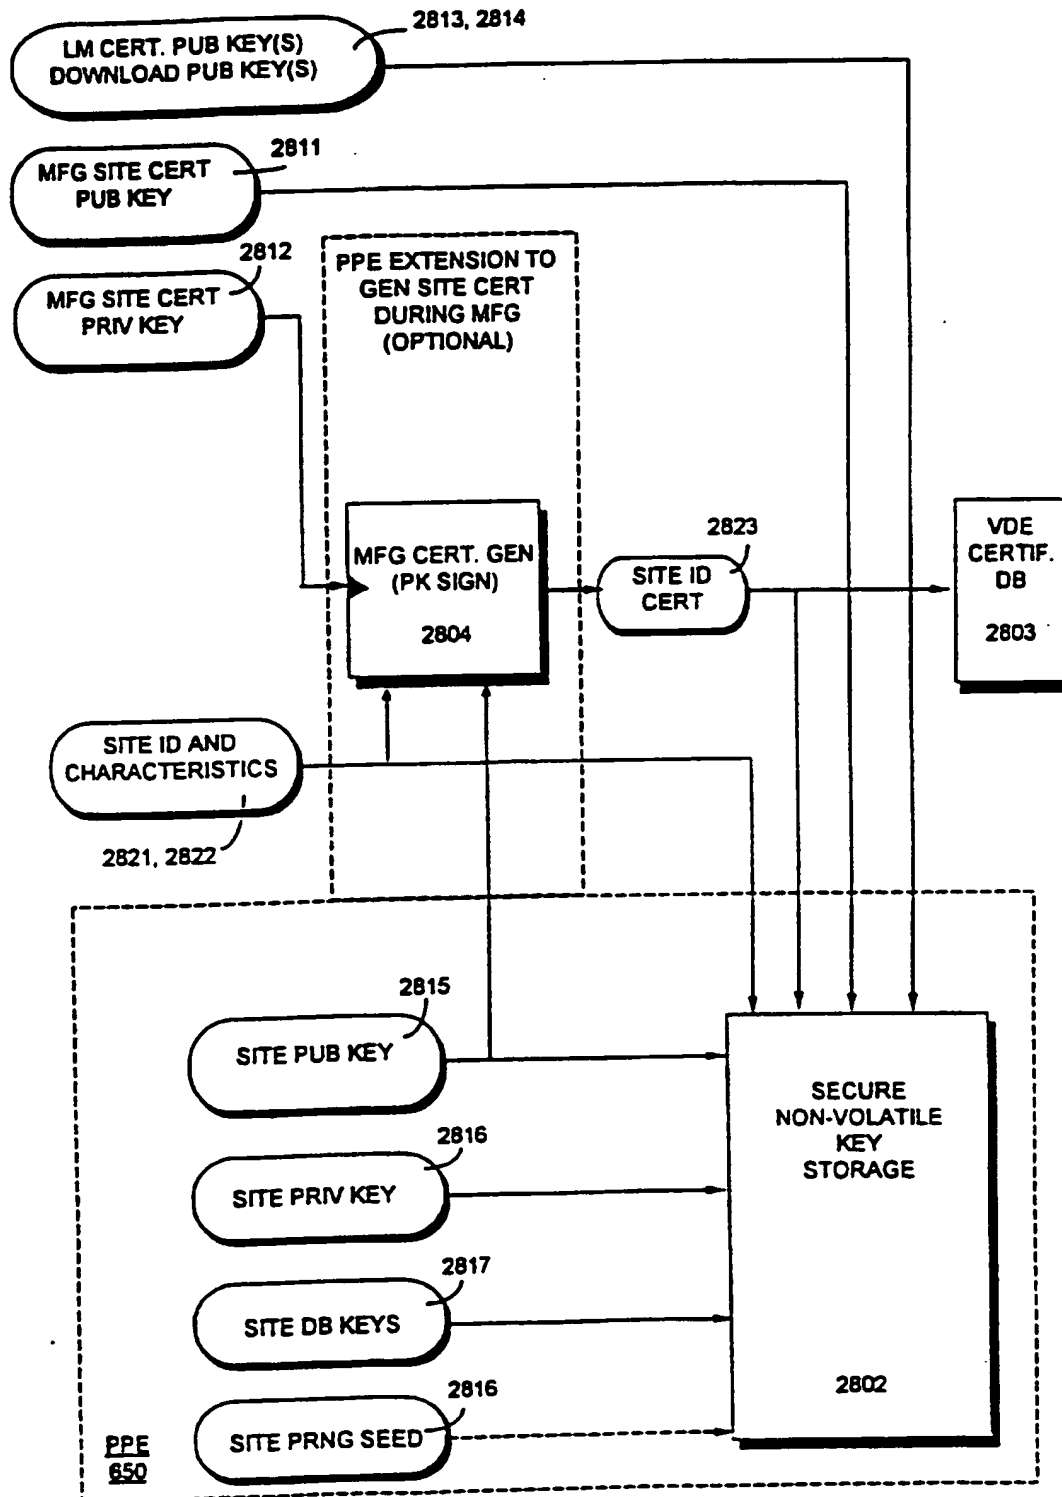 2813, 2814
LM CERT. PUB KEY(S)
DOWNLOAD PUB KEY(S)
2811
MFG SITE CERT
PUB KEY
2812
MFG SITE CERT
PRIV KEY
PPE EXTENSION TO
GEN SITE CERT
DURING MFG
(OPTIONAL)
MFG CERT. GEN
(PK SIGN)
2804
2823
SITE ID
CERT
VDE
CERTIF.
DB
2803
SITE ID AND
CHARACTERISTICS
2821, 2822
2815
SITE PUB KEY
2816
SITE PRIV KEY
2817
SITE DB KEYS
2816
SITE PRNG SEED
SECURE
NON-VOLATILE
KEY
STORAGE
2802
PPE
650